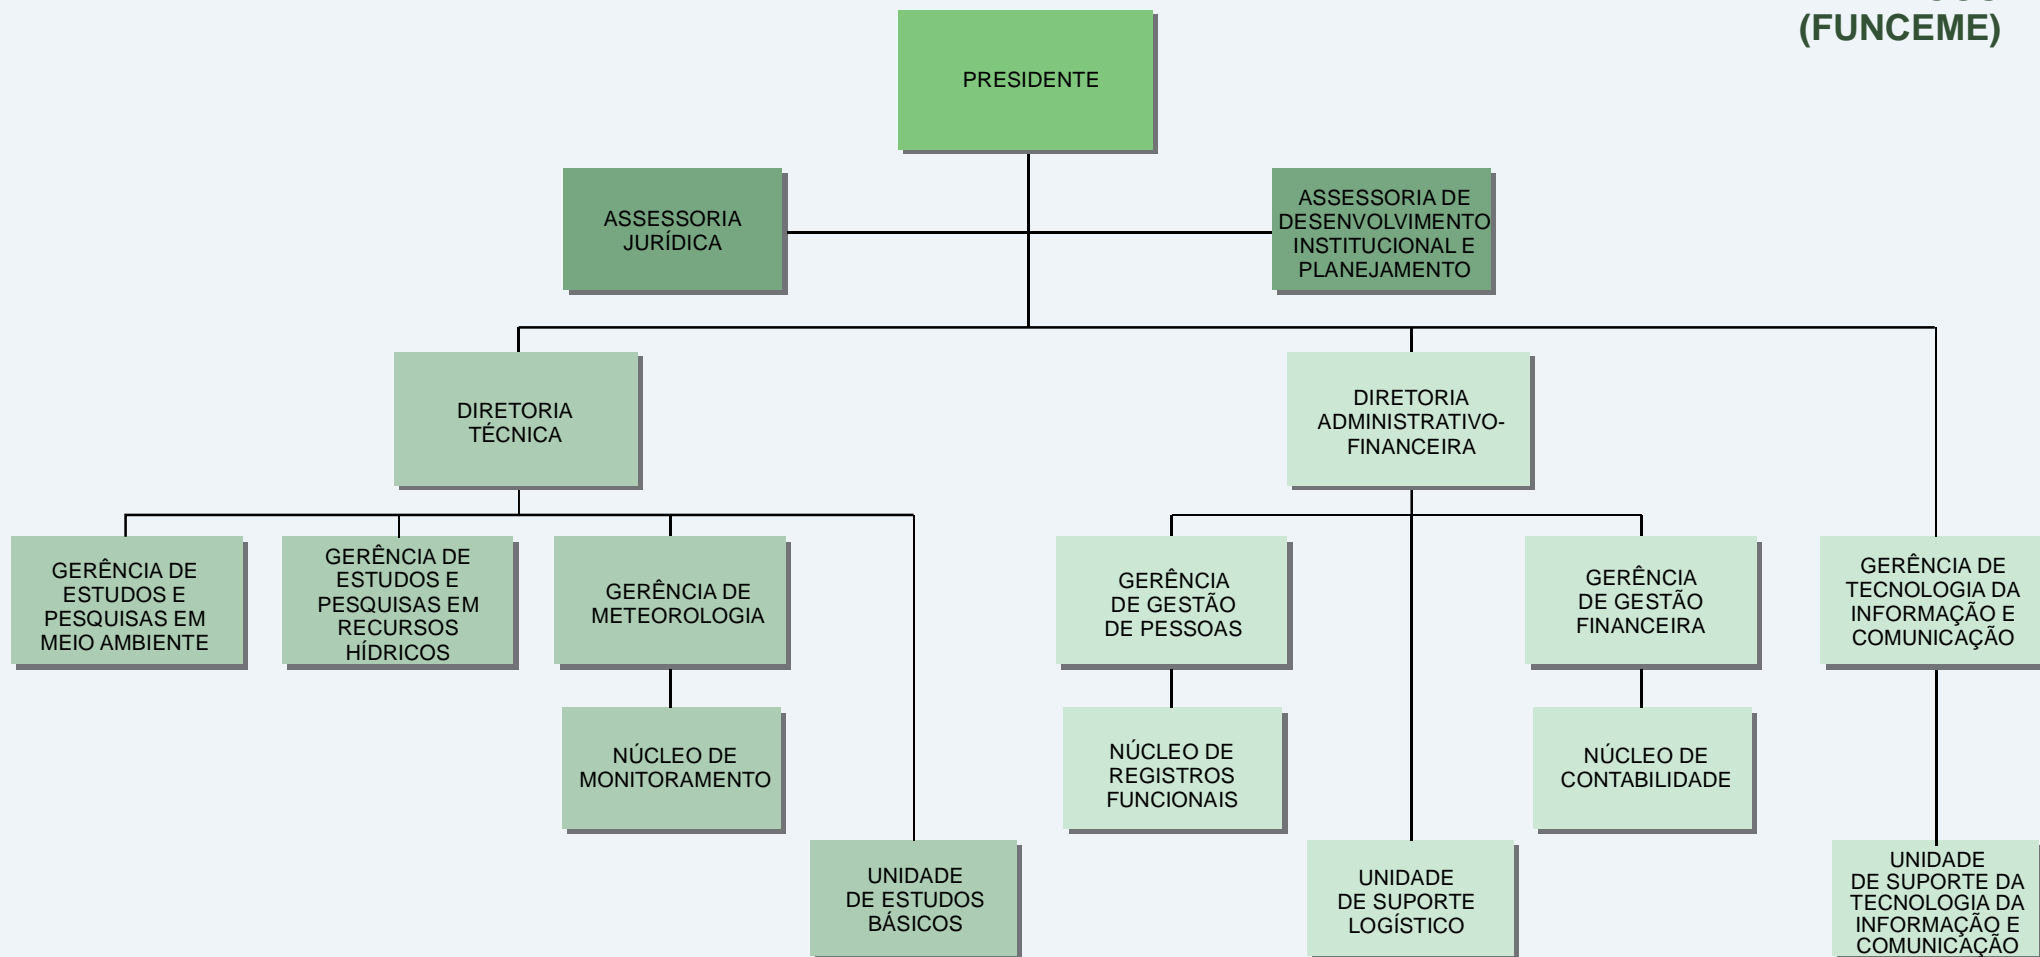 (FUNCEME)
PRESIDENTE
ASSESSORIA
JURÍDICA
ASSESSORIA DE
DESENVOLVIMENTO
INSTITUCIONAL E
PLANEJAMENTO
DIRETORIA
TÉCNICA
DIRETORIA
ADMINISTRATIVO-
FINANCEIRA
GERÊNCIA DE
ESTUDOS E
PESQUISAS EM
MEIO AMBIENTE
GERÊNCIA DE
ESTUDOS E
PESQUISAS EM
RECURSOS
HÍDRICOS
GERÊNCIA DE
METEOROLOGIA
GERÊNCIA
DE GESTÃO
DE PESSOAS
GERÊNCIA
DE GESTÃO
FINANCEIRA
GERÊNCIA DE
TECNOLOGIA DA
INFORMAÇÃO E
COMUNICAÇÃO
NÚCLEO DE
MONITORAMENTO
NÚCLEO DE
REGISTROS
FUNCIONAIS
NÚCLEO DE
CONTABILIDADE
UNIDADE
DE ESTUDOS
BÁSICOS
UNIDADE
DE SUPORTE
LOGÍSTICO
UNIDADE
DE SUPORTE DA
TECNOLOGIA DA
INFORMAÇÃO E
COMUNICAÇÃO